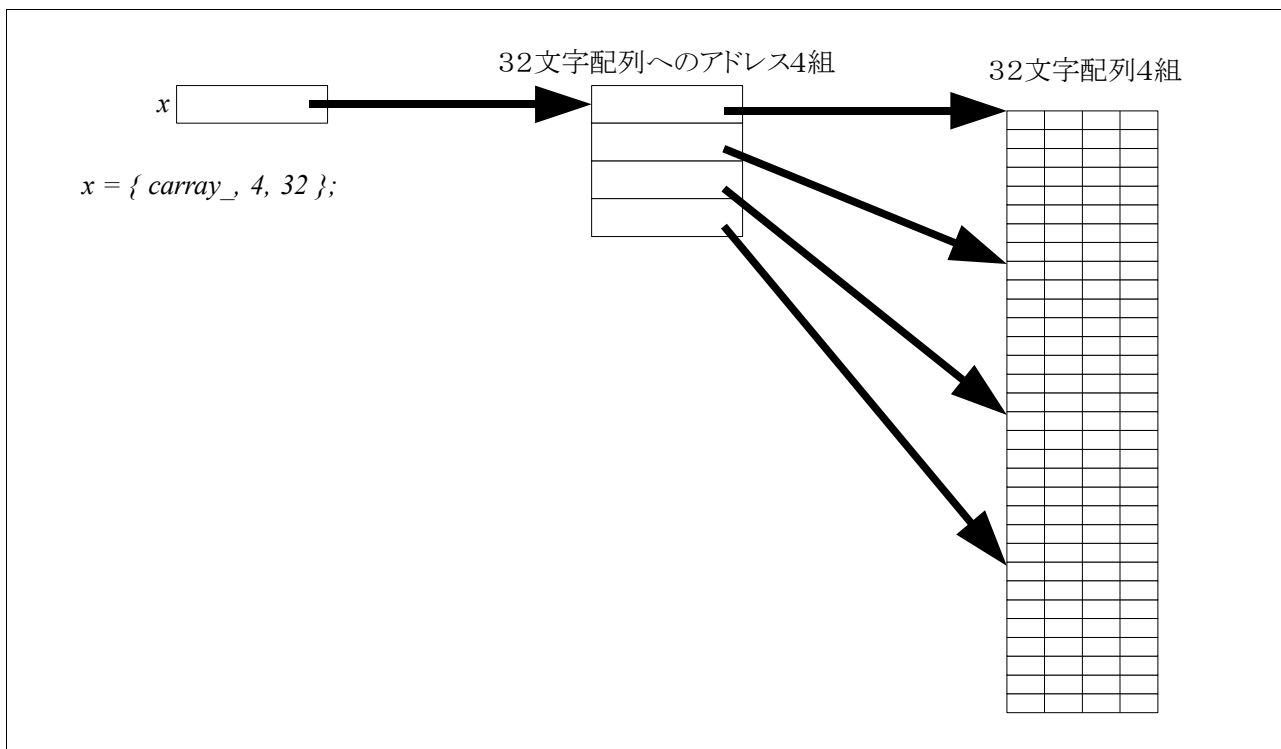 32文字配列へのアドレス4組
32文字配列4組
x
x = { carray_, 4, 32 };